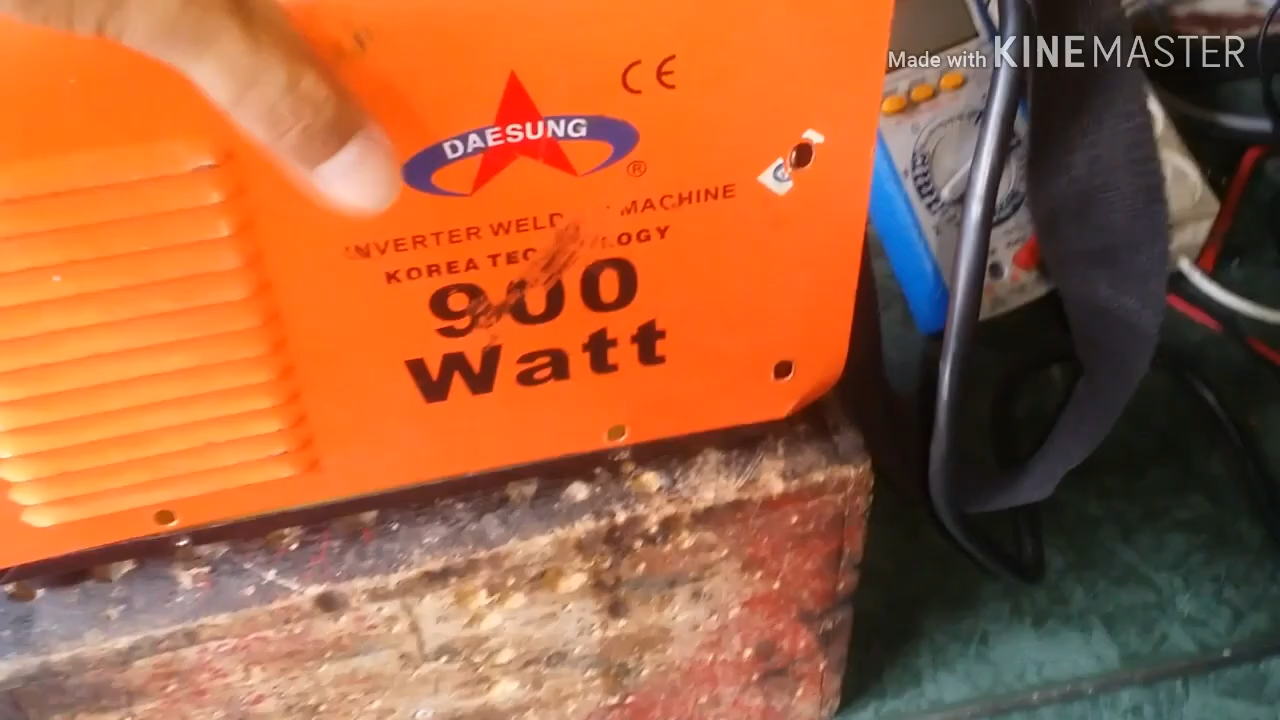 Made with KINEMASTER
CE
DAESUNG
®
INVERTER WELD MACHINE
KOREA TEC LOGY
900
Watt